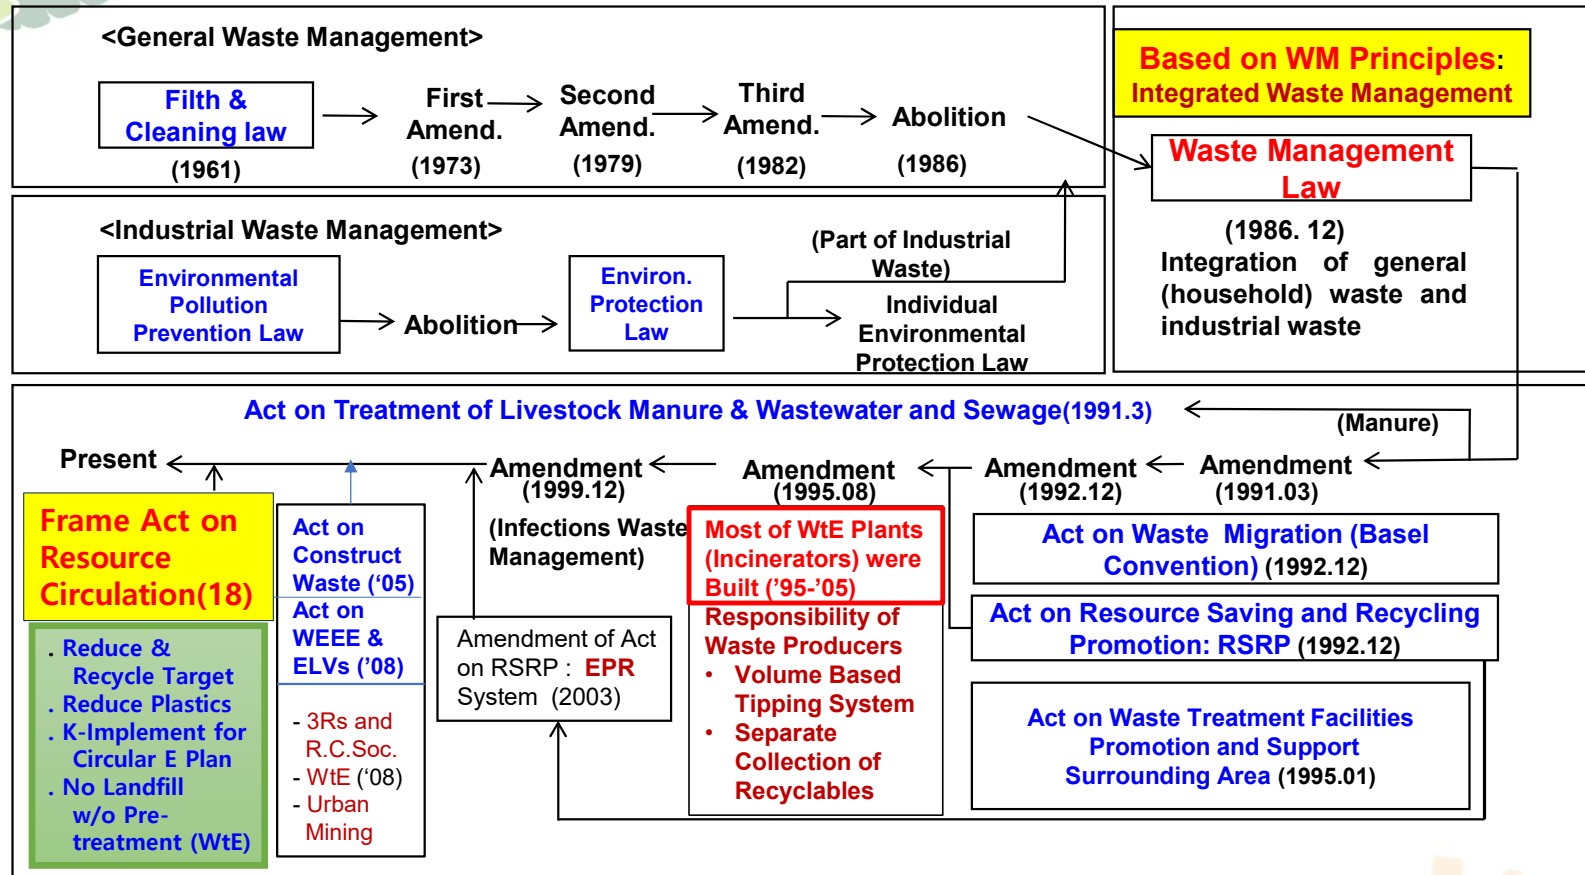 <General Waste Management>
Filth &
Cleaning law
(1961)
First
Amend.
(1973)
Second
Amend.
(1979)
Third
Amend.
(1982)
Abolition
(1986)
Based on WM Principles:
Integrated Waste Management
Waste Management
Law
(1986. 12)
Integration of general
(household) waste and
industrial waste
<Industrial Waste Management>
Environmental
Pollution
Prevention Law
Abolition
Environ.
Protection
Law
(Part of Industrial
Waste)
Individual
Environmental
Protection Law
Act on Treatment of Livestock Manure & Wastewater and Sewage(1991.3)
(Manure)
Present
Amendment
(1999.12)
(Infections Waste
Management)
Amendment
(1995.08)
Amendment
(1992.12)
Amendment
(1991.03)
Frame Act on
Resource
Circulation(18)
. Reduce &
Recycle Target
. Reduce Plastics
. K-Implement for
Circular E Plan
. No Landfill
w/o Pre-
treatment (WtE)
Act on
Construct
Waste (‘05)
Act on
WEEE &
ELVs (’08)
- 3Rs and
R.C.Soc.
- WtE (‘08)
- Urban
Mining
Amendment of Act
on RSRP : EPR
System (2003)
Most of WtE Plants
(Incinerators) were
Built (’95-’05)
Responsibility of
Waste Producers
• Volume Based
Tipping System
• Separate
Collection of
Recyclables
Act on Waste Migration (Basel
Convention) (1992.12)
Act on Resource Saving and Recycling
Promotion: RSRP (1992.12)
Act on Waste Treatment Facilities
Promotion and Support
Surrounding Area (1995.01)